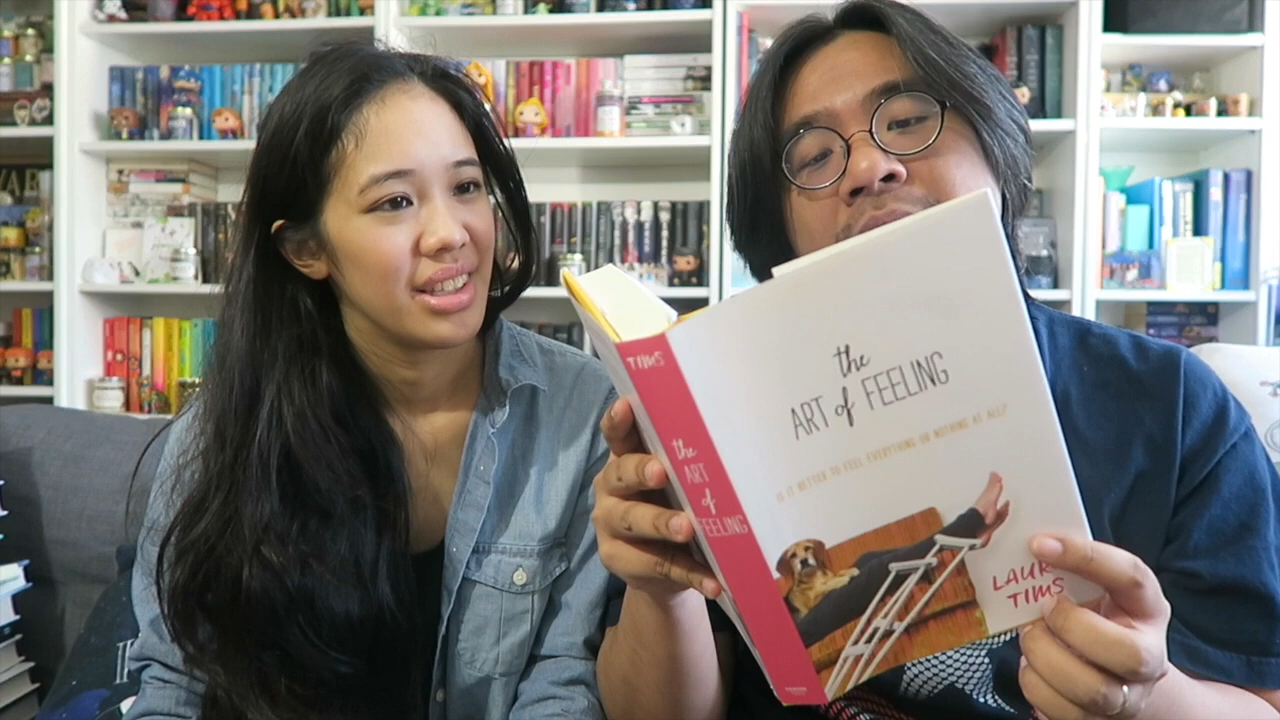 TIMS
the
ART
of
FEELING
the
ART of FEELING
IS IT BETTER TO FEEL EVERYTHING—OR NOTHING AT ALL?
TIMS